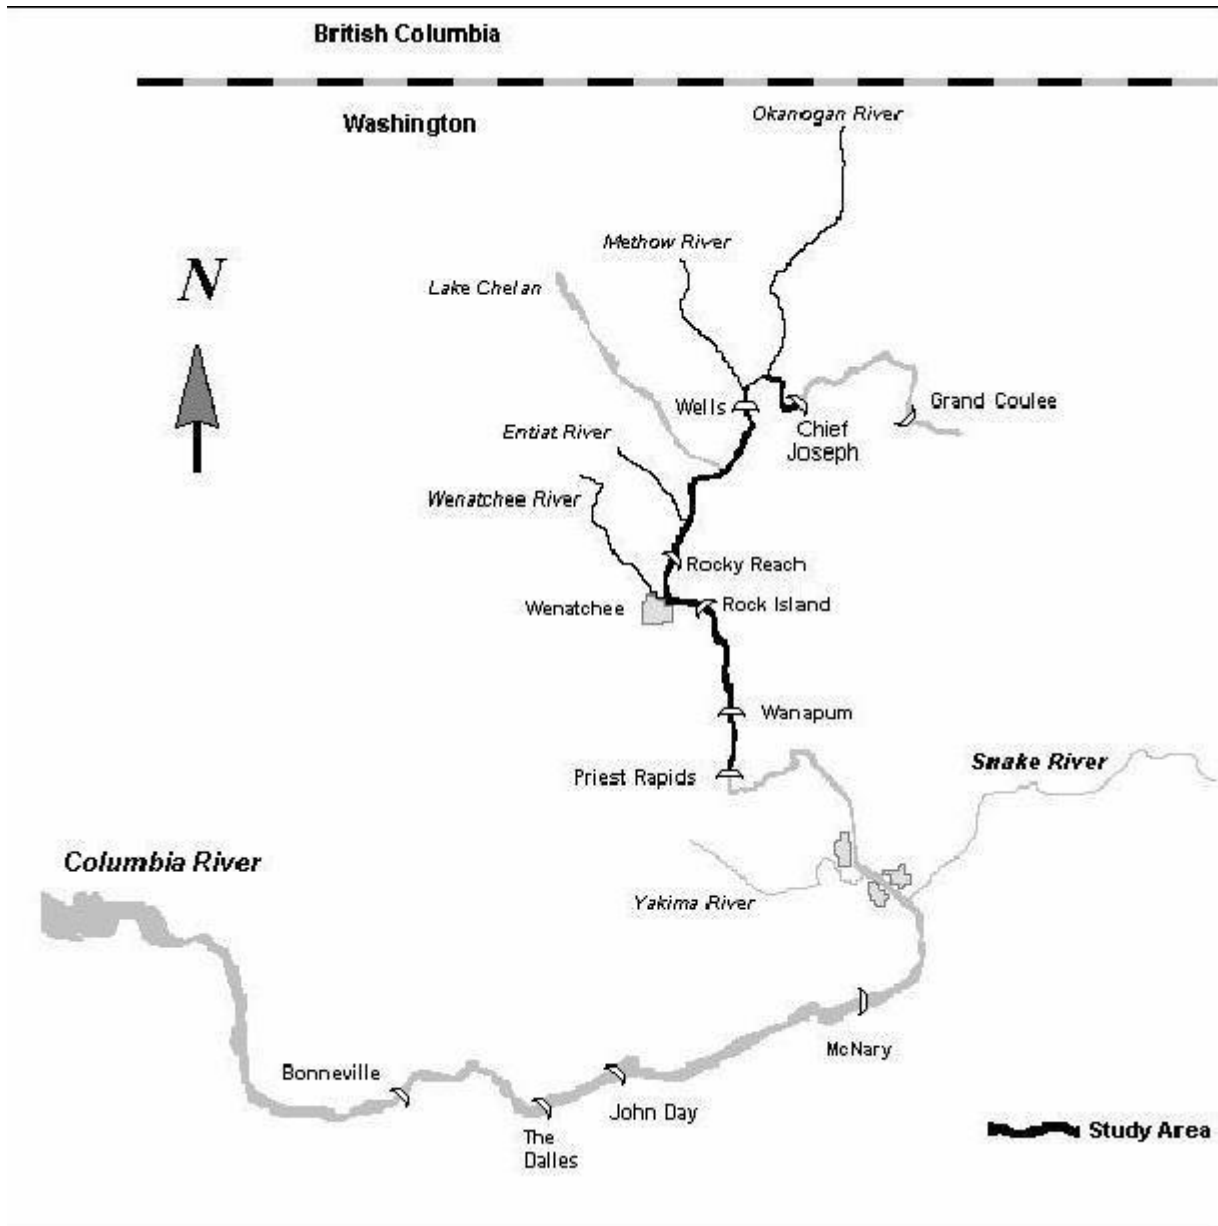 British Columbia
Washington
Okanogan River
Methow River
N
Lake Chelan
Wells
Grand Coulee
Chief
Joseph
Entiat River
Wenatchee River
Rocky Reach
Wenatchee
Rock Island
Wanapum
Snake River
Priest Rapids
Columbia River
Yakima River
McNary
Bonneville
John Day
The
Dalles
Study Area